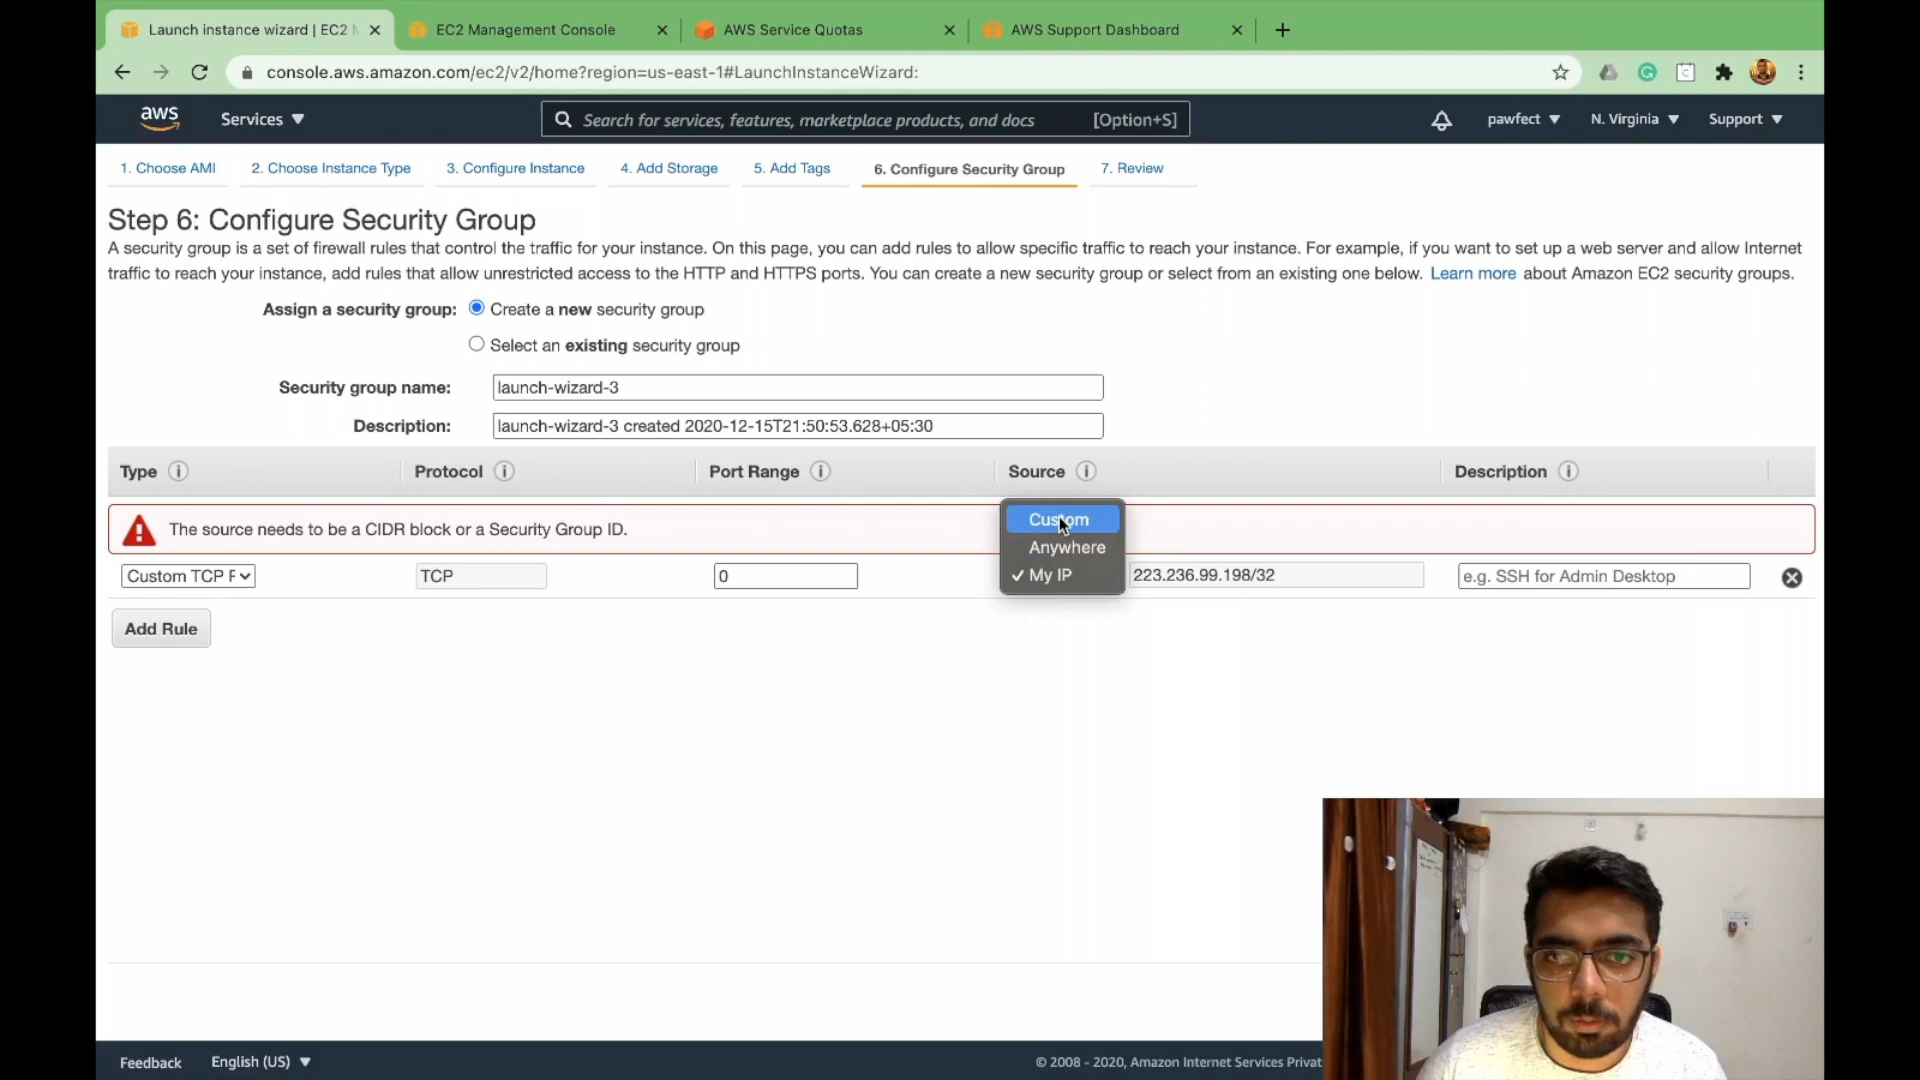 Launch instance wizard | EC2 M
EC2 Management Console
AWS Service Quotas
AWS Support Dashboard
console.aws.amazon.com/ec2/v2/home?region=us-east-1#LaunchInstanceWizard:
aws
Services
Search for services, features, marketplace products, and docs
[Option+S]
pawfect
N. Virginia
Support
1. Choose AMI
2. Choose Instance Type
3. Configure Instance
4. Add Storage
5. Add Tags
6. Configure Security Group
7. Review
Step 6: Configure Security Group
A security group is a set of firewall rules that control the traffic for your instance. On this page, you can add rules to allow specific traffic to reach your instance. For example, if you want to set up a web server and allow Internet
traffic to reach your instance, add rules that allow unrestricted access to the HTTP and HTTPS ports. You can create a new security group or select from an existing one below. Learn more about Amazon EC2 security groups.
Assign a security group:
Create a new security group
Select an existing security group
Security group name:
launch-wizard-3
Description:
launch-wizard-3 created 2020-12-15T21:50:53.628+05:30
Type
Protocol
Port Range
Source
Description
The source needs to be a CIDR block or a Security Group ID.
Custom
Anywhere
My IP
Custom TCP F
TCP
0
223.236.99.198/32
e.g. SSH for Admin Desktop
Add Rule
Feedback
English (US)
© 2008 - 2020, Amazon Internet Services Privat